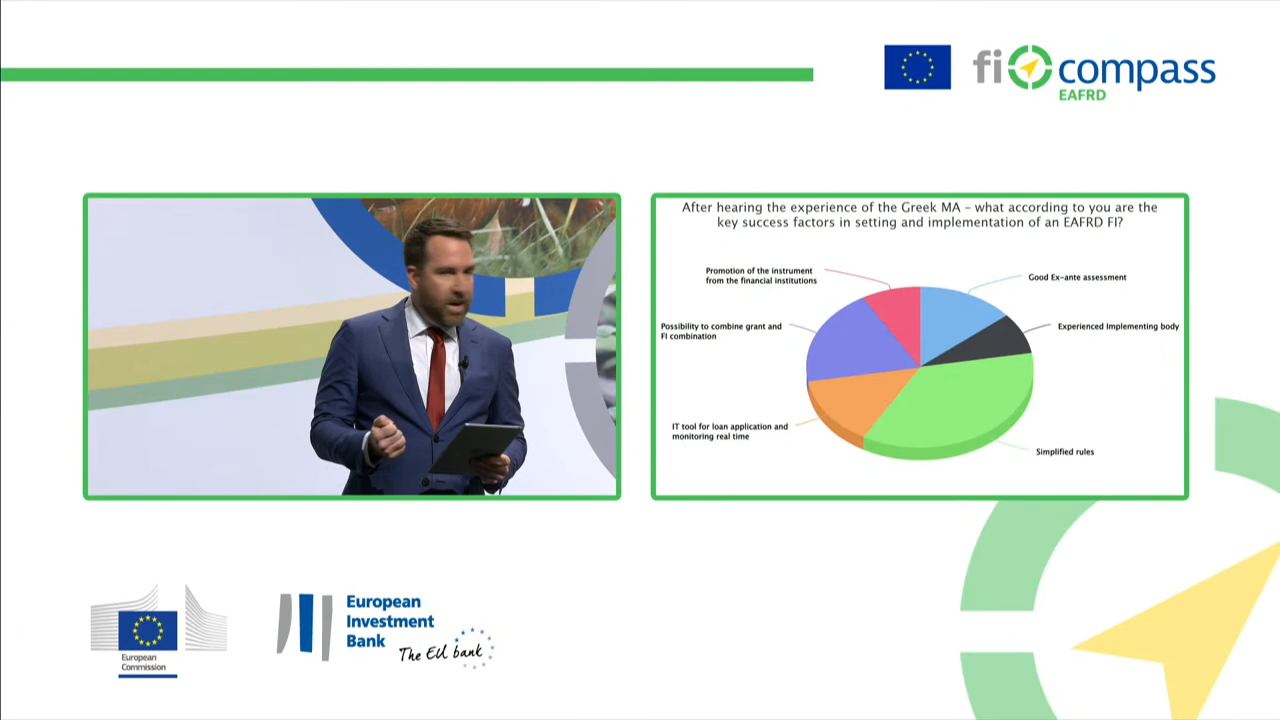 fi compass
EAFRD
After hearing the experience of the Greek MA – what according to you are the
key success factors in setting and implementation of an EAFRD FI?
Promotion of the instrument
from the financial institutions
Good Ex-ante assessment
Possibility to combine grant and
FI combination
Experienced Implementing body
IT tool for loan application and
monitoring real time
Simplified rules
European
Commission
European
Investment
Bank
The EU bank